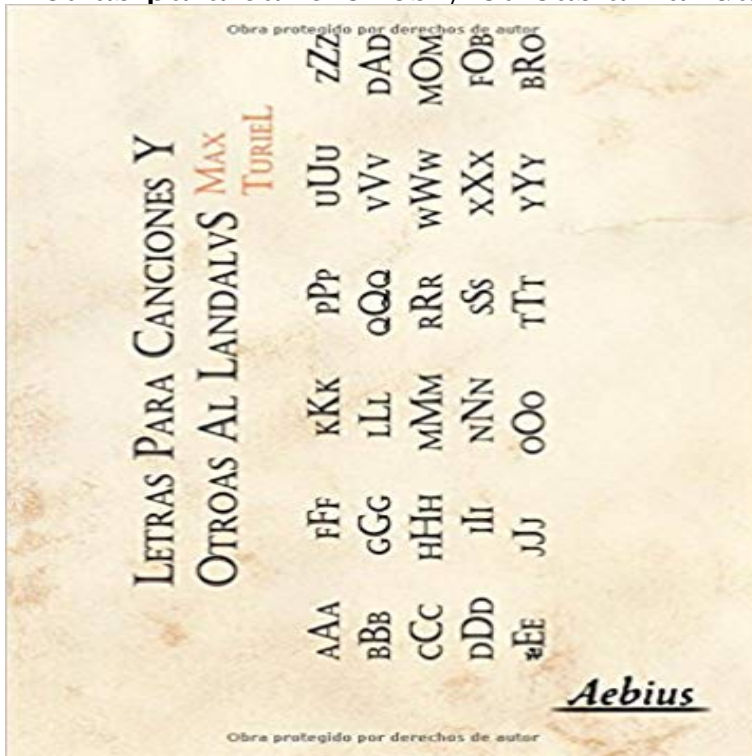 Obra protegido por derechos de autor
LETRAS PARA CANCIONES Y
OTROAS AL LANDALVS
MAX
TURIEL
AAA FFF KKK PPP UUU ZZZ
BBB GGG LLL QQQ VVV DAD
CCC HHH MMM RRR WWW MOM
DDD III NNN SSS XXX FOB
EEE JJJ OOO TTT YYY BRO
Aebius
Obra protegido por derechos de autor